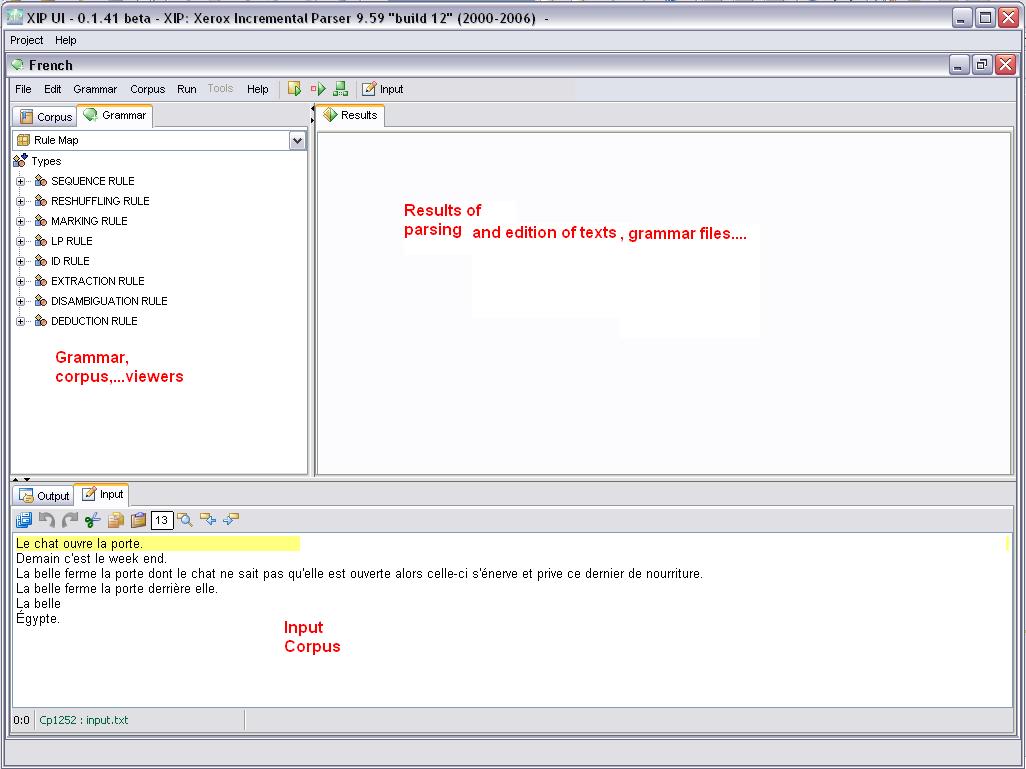 XIP UI - 0.1.41 beta - XIP: Xerox Incremental Parser 9.59 "build 12" (2000-2006) -
Project Help
French
File Edit Grammar Corpus Run Tools Help Input
Corpus Grammar
Results
Rule Map
Types
SEQUENCE RULE
RESHUFFLING RULE
MARKING RULE
LP RULE
ID RULE
EXTRACTION RULE
DISAMBIGUATION RULE
DEDUCTION RULE
Grammar,
corpus,...viewers
Results of
parsing and edition of texts , grammar files....
Output Input
13
Le chat ouvre la porte.
Demain c'est le week end.
La belle ferme la porte dont le chat ne sait pas qu'elle est ouverte alors celle-ci s'énerve et prive ce dernier de nourriture.
La belle ferme la porte derrière elle.
La belle
Égypte.
Input
Corpus
0:0 Cp1252 : input.txt